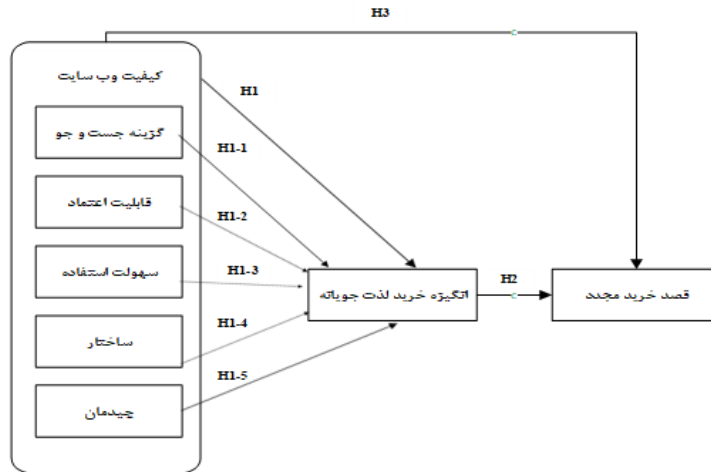 H3
کیفیت وب سایت
H1
گزینه جست و جو
H1-1
قابلیت اعتماد
H1-2
سهولت استفاده
H1-3
انگیزه خرید لذت جویانه
H2
قصد خرید مجدد
ساختار
H1-4
چیدمان
H1-5
c
c